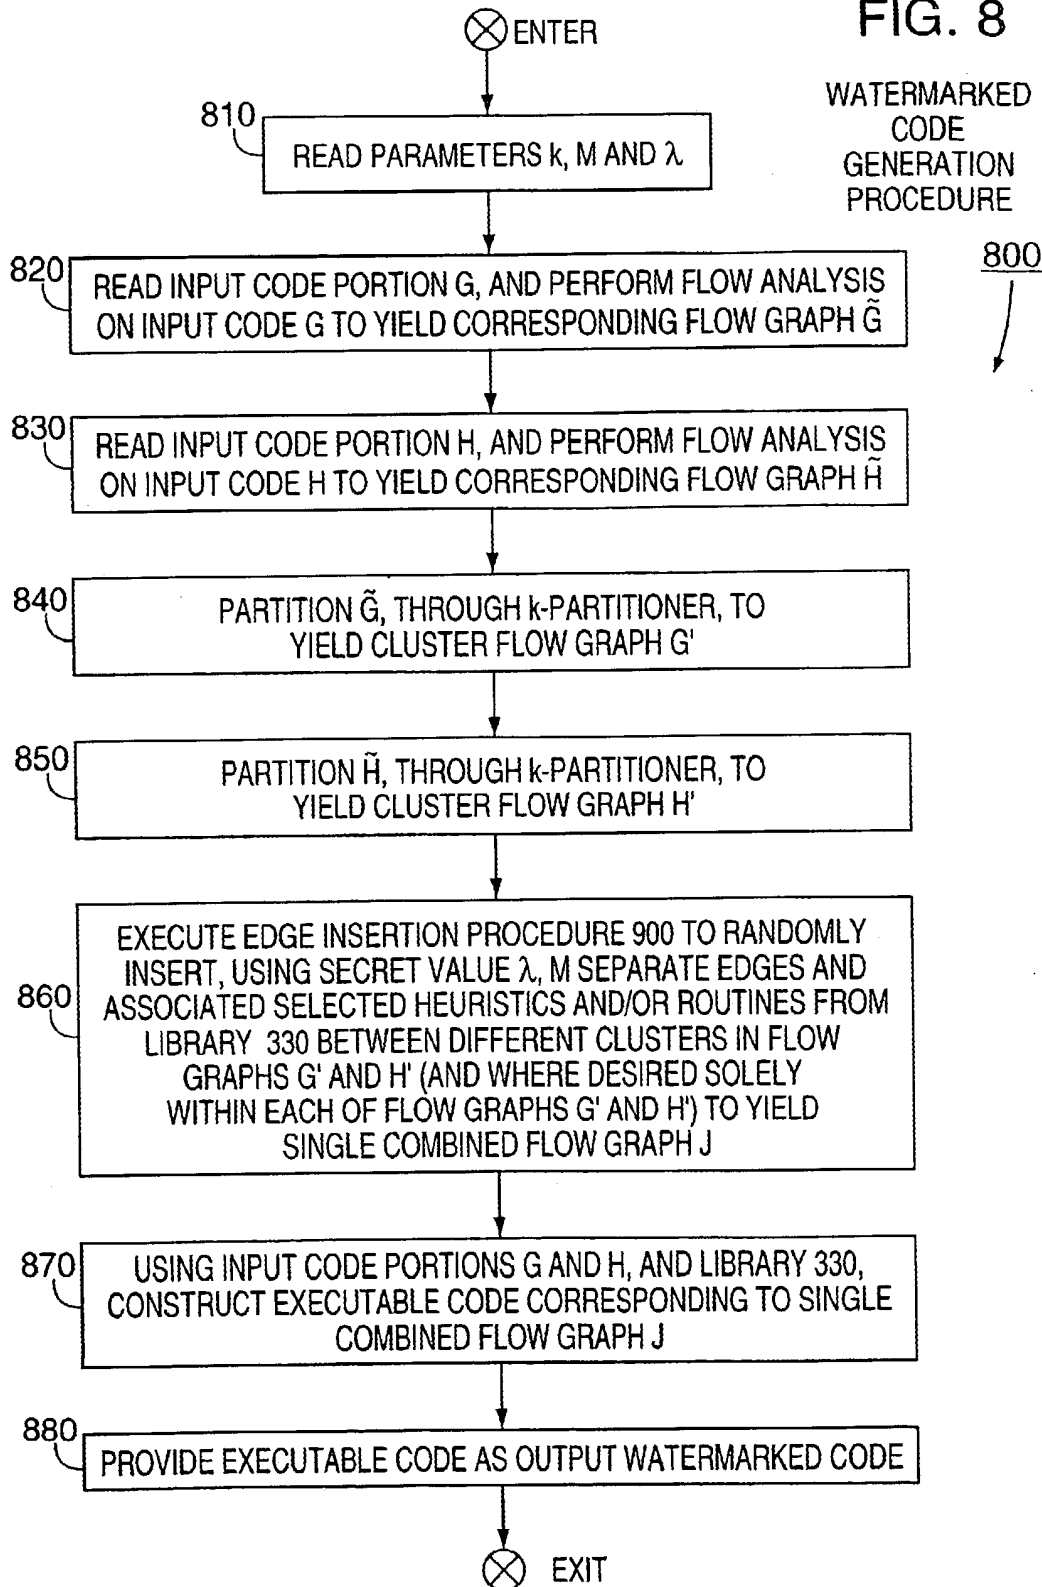 FIG. 8
ENTER
WATERMARKED
CODE
GENERATION
PROCEDURE
800
810
READ PARAMETERS k, M AND λ
820
READ INPUT CODE PORTION G, AND PERFORM FLOW ANALYSIS
ON INPUT CODE G TO YIELD CORRESPONDING FLOW GRAPH G̃
830
READ INPUT CODE PORTION H, AND PERFORM FLOW ANALYSIS
ON INPUT CODE H TO YIELD CORRESPONDING FLOW GRAPH H̃
840
PARTITION G̃, THROUGH k-PARTITIONER, TO
YIELD CLUSTER FLOW GRAPH G'
850
PARTITION H̃, THROUGH k-PARTITIONER, TO
YIELD CLUSTER FLOW GRAPH H'
860
EXECUTE EDGE INSERTION PROCEDURE 900 TO RANDOMLY
INSERT, USING SECRET VALUE λ, M SEPARATE EDGES AND
ASSOCIATED SELECTED HEURISTICS AND/OR ROUTINES FROM
LIBRARY 330 BETWEEN DIFFERENT CLUSTERS IN FLOW
GRAPHS G' AND H' (AND WHERE DESIRED SOLELY
WITHIN EACH OF FLOW GRAPHS G' AND H') TO YIELD
SINGLE COMBINED FLOW GRAPH J
870
USING INPUT CODE PORTIONS G AND H, AND LIBRARY 330,
CONSTRUCT EXECUTABLE CODE CORRESPONDING TO SINGLE
COMBINED FLOW GRAPH J
880
PROVIDE EXECUTABLE CODE AS OUTPUT WATERMARKED CODE
EXIT